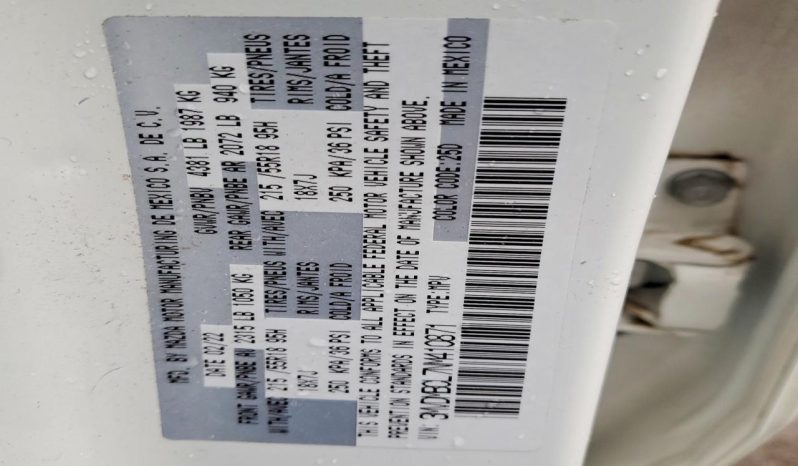 MFD. BY MAZDA MOTOR MANUFACTURING DE MEXICO S.A. DE C.V.
DATE 02/22 GVWR/PNBV 4381 LB 1987 KG
FRONT GAWR/PNBE AV 2315 LB 1050 KG REAR GAWR/PNBE AR 2072 LB 940 KG
WITH/AVEC 215 /55R18 95H TIRES/PNEUS WITH/AVEC 215 /55R18 95H TIRES/PNEUS
18X7J RIMS/JANTES 18X7J RIMS/JANTES
250 KPA/36 PSI COLD/A FROID 250 KPA/36 PSI COLD/A FROID
THIS VEHICLE CONFORMS TO ALL APPLICABLE FEDERAL MOTOR VEHICLE SAFETY AND THEFT
PREVENTION STANDARDS IN EFFECT ON THE DATE OF MANUFACTURE SHOWN ABOVE.
VIN: TYPE:MPV COLOR CODE:25D MADE IN MEXICO